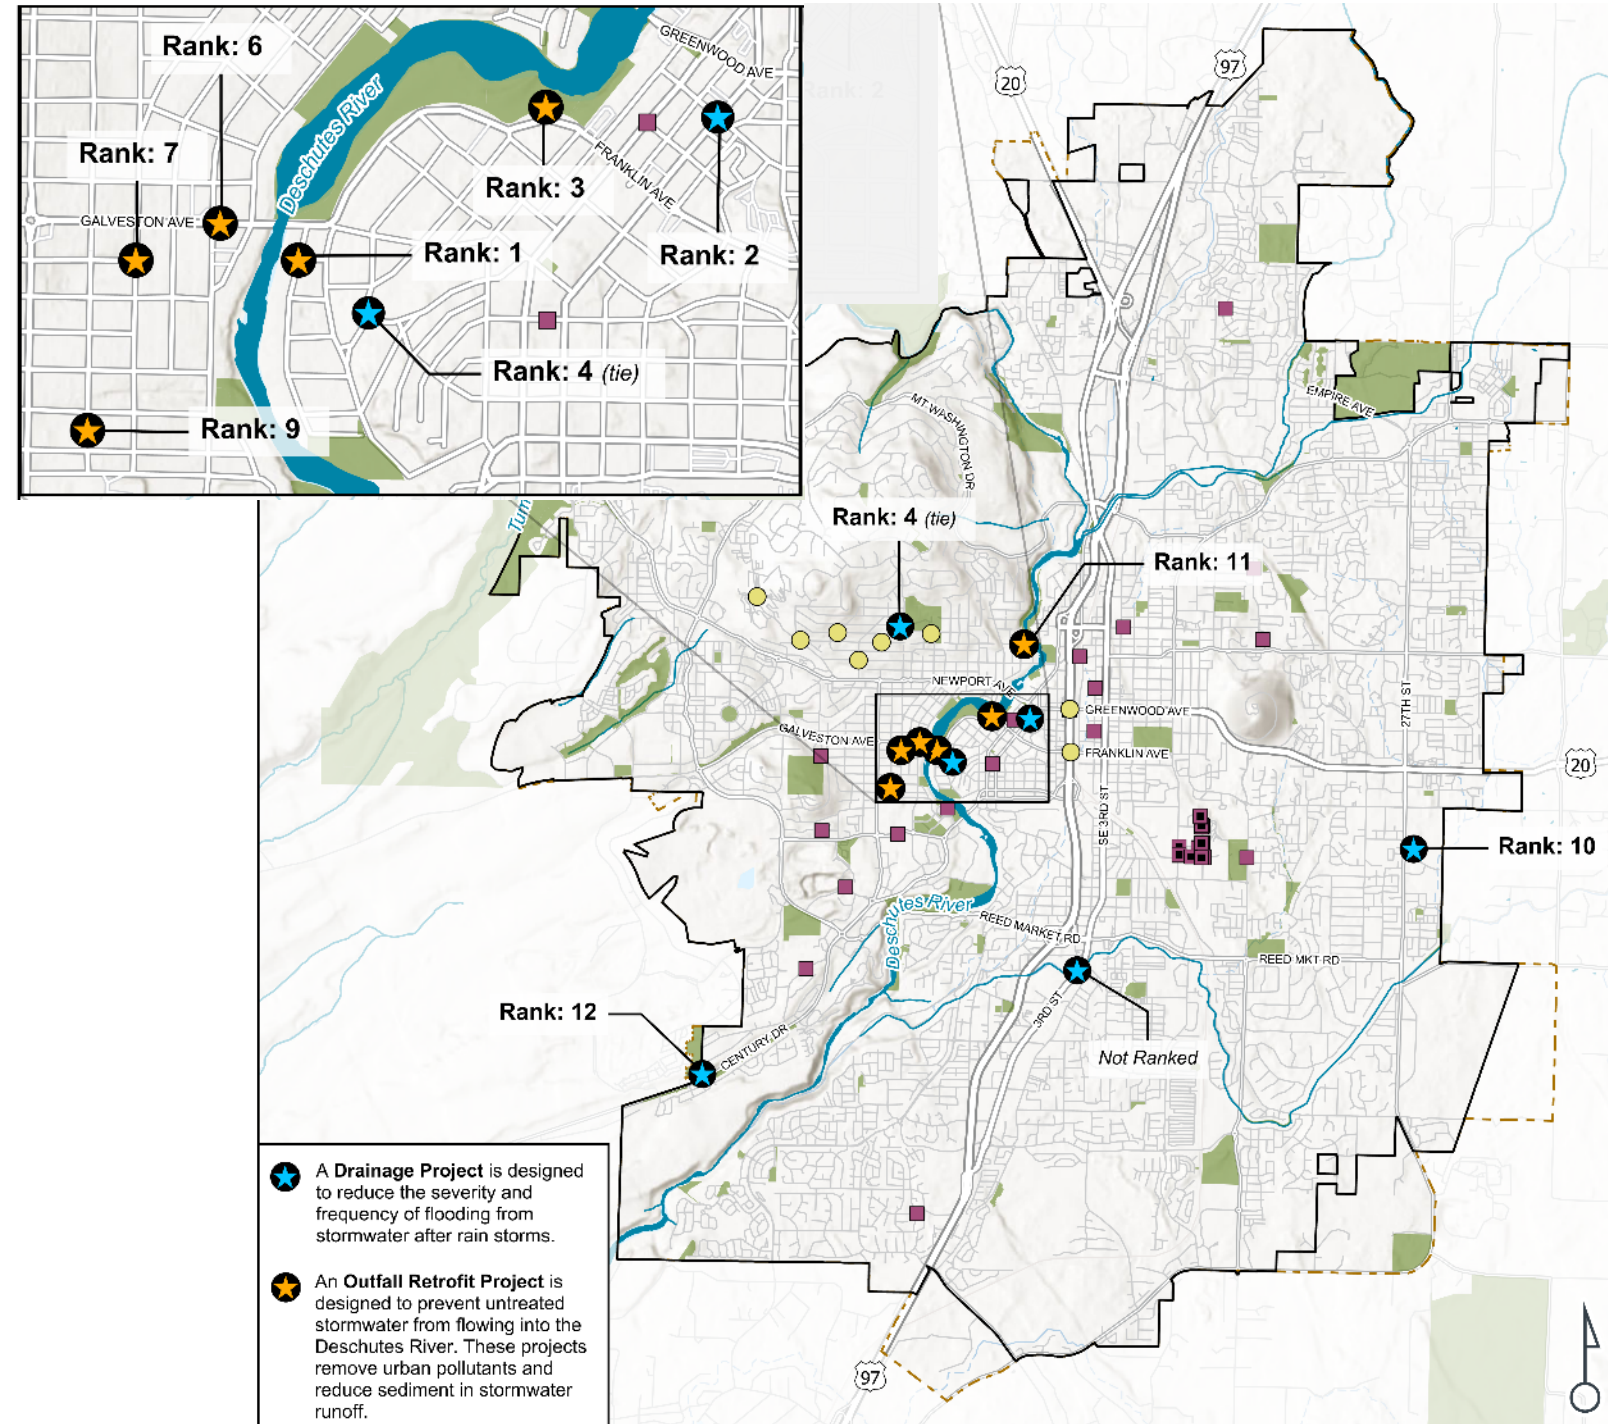 Rank: 6
GREENWOOD AVE
Deschutes River
Rank: 7
Rank: 3
FRANKLIN AVE
GALVESTON AVE
Rank: 1
Rank: 2
Rank: 4 (tie)
Rank: 9
20
97
Rank: 2
EMPIRE AVE
MT WASHINGTON DR
Tum
Rank: 4 (tie)
Rank: 11
NEWPORT AVE
27TH ST
GREENWOOD AVE
GALVESTON AVE
FRANKLIN AVE
20
SE 3RD ST
Rank: 10
Deschutes River
REED MARKET RD
REED MKT RD
Rank: 12
3RD ST
CENTURY DR
Not Ranked
A Drainage Project is designed
to reduce the severity and
frequency of flooding from
stormwater after rain storms.
An Outfall Retrofit Project is
designed to prevent untreated
stormwater from flowing into the
Deschutes River. These projects
remove urban pollutants and
reduce sediment in stormwater
runoff.
97